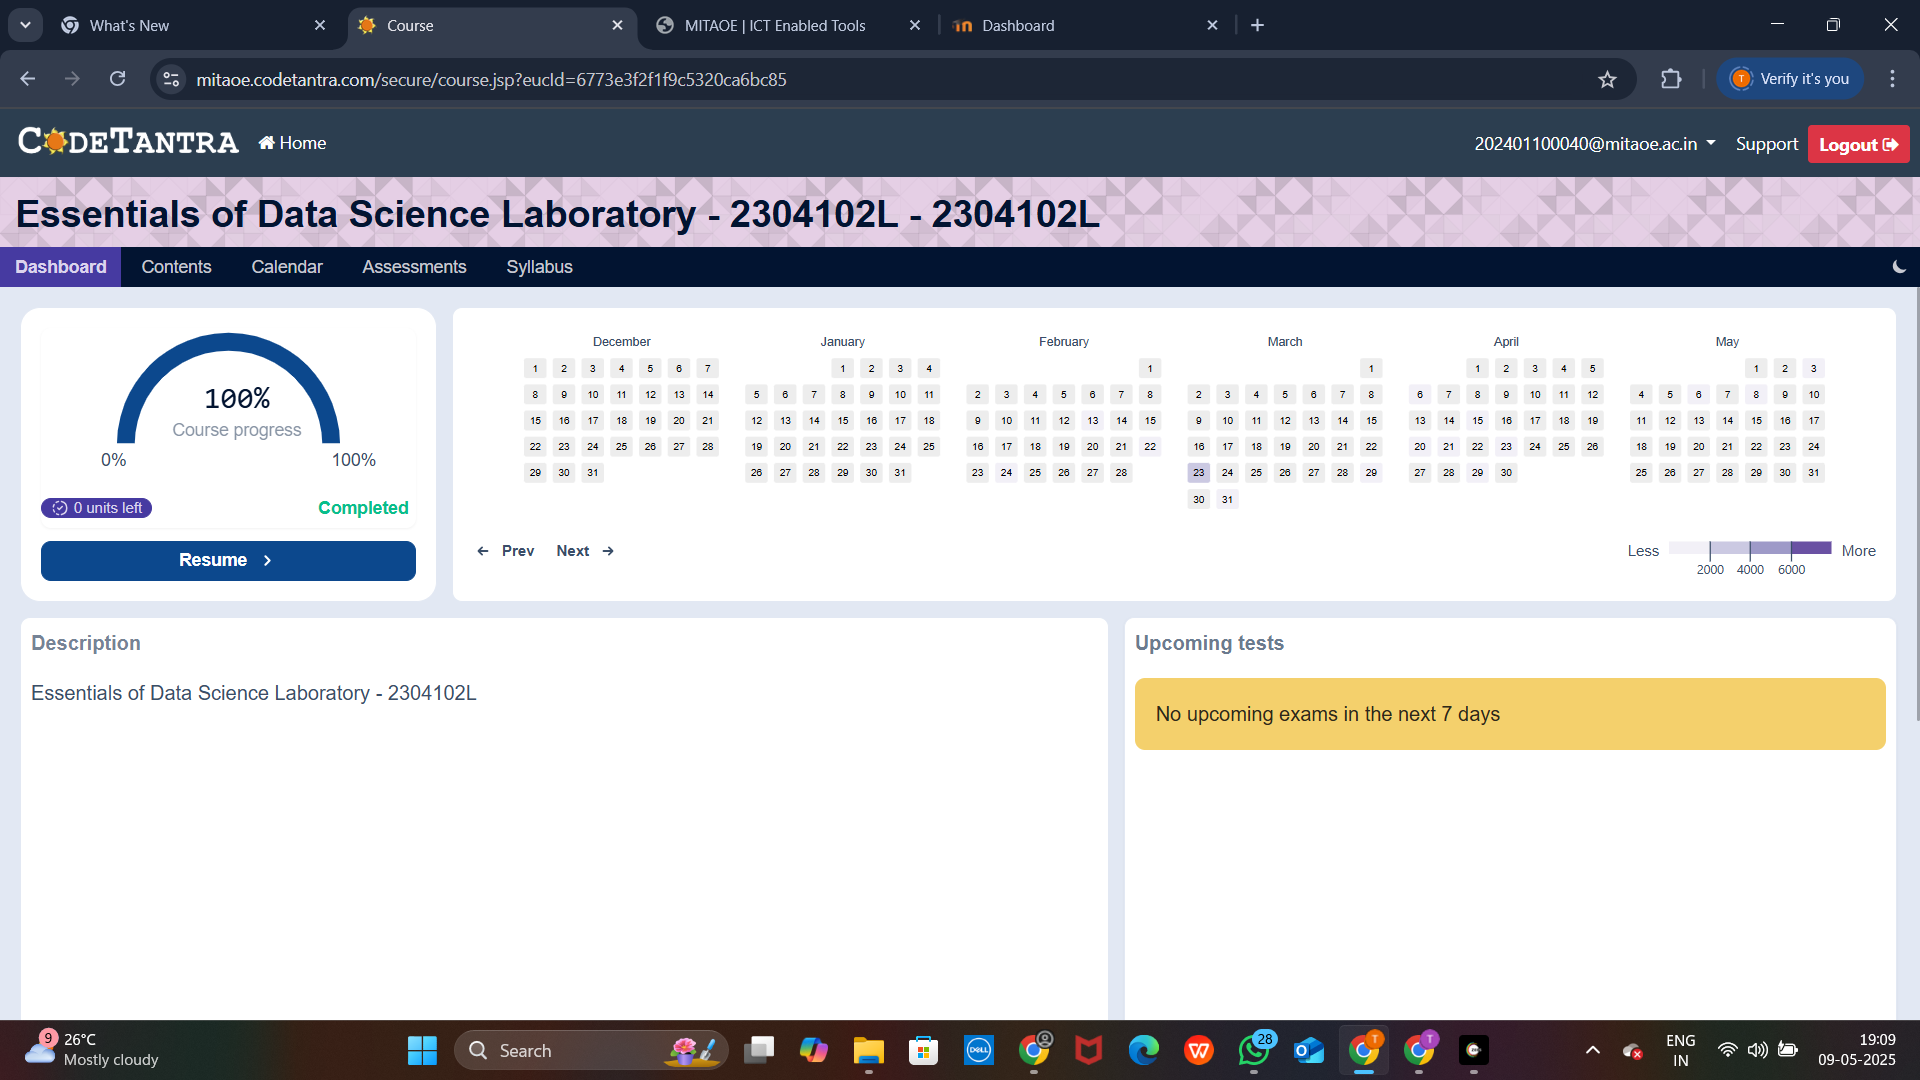 What's New
Course
MITAOE | ICT Enabled Tools
Dashboard
mitaoe.codetantra.com/secure/course.jsp?eucId=6773e3f2f1f9c5320ca6bc85
T
Verify it's you
CODETANTRA
Home
202401100040@mitaoe.ac.in
Support
Logout
Essentials of Data Science Laboratory - 2304102L - 2304102L
Dashboard
Contents
Calendar
Assessments
Syllabus
100%
Course progress
0%
100%
0 units left
Completed
Resume
December
1 2 3 4 5 6 7
8 9 10 11 12 13 14
15 16 17 18 19 20 21
22 23 24 25 26 27 28
29 30 31
January
1 2 3 4
5 6 7 8 9 10 11
12 13 14 15 16 17 18
19 20 21 22 23 24 25
26 27 28 29 30 31
February
1
2 3 4 5 6 7 8
9 10 11 12 13 14 15
16 17 18 19 20 21 22
23 24 25 26 27 28
March
1
2 3 4 5 6 7 8
9 10 11 12 13 14 15
16 17 18 19 20 21 22
23 24 25 26 27 28 29
30 31
April
1 2 3 4 5
6 7 8 9 10 11 12
13 14 15 16 17 18 19
20 21 22 23 24 25 26
27 28 29 30
May
1 2 3
4 5 6 7 8 9 10
11 12 13 14 15 16 17
18 19 20 21 22 23 24
25 26 27 28 29 30 31
Prev
Next
Less
More
2000 4000 6000
Description
Essentials of Data Science Laboratory - 2304102L
Upcoming tests
No upcoming exams in the next 7 days
9
26°C
Mostly cloudy
Search
DELL
W
28
T
T
ENG
IN
19:09
09-05-2025